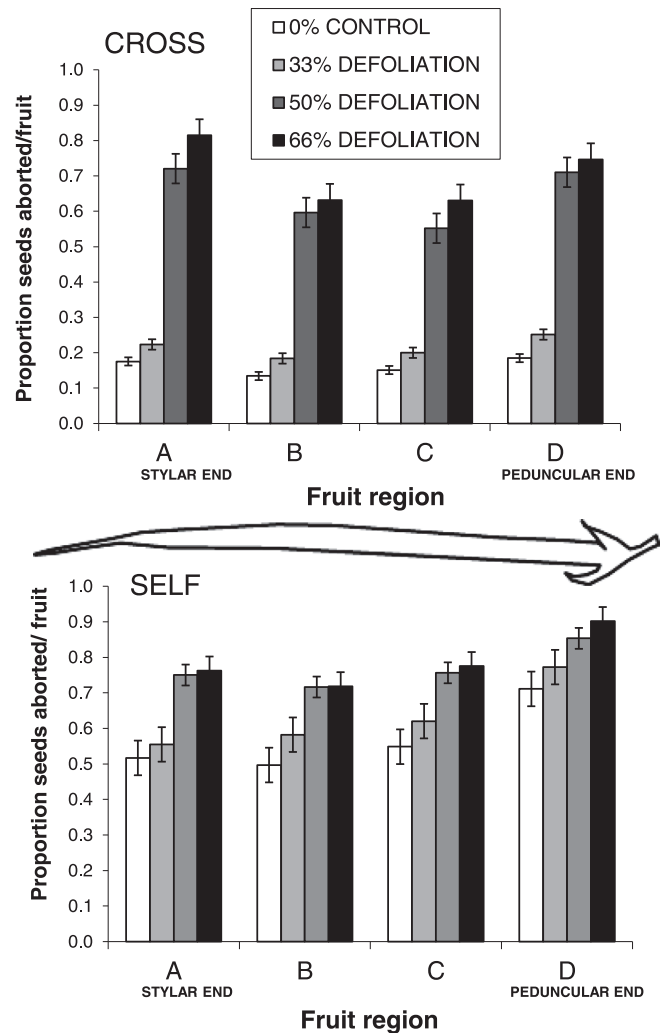 CROSS
0% CONTROL
33% DEFOLIATION
50% DEFOLIATION
66% DEFOLIATION
Proportion seeds aborted/fruit
1.0
0.9
0.8
0.7
0.6
0.5
0.4
0.3
0.2
0.1
0.0
A B C D
STYLAR END PEDUNCULAR END
Fruit region
SELF
Proportion seeds aborted/ fruit
1.0
0.9
0.8
0.7
0.6
0.5
0.4
0.3
0.2
0.1
0.0
A B C D
STYLAR END PEDUNCULAR END
Fruit region